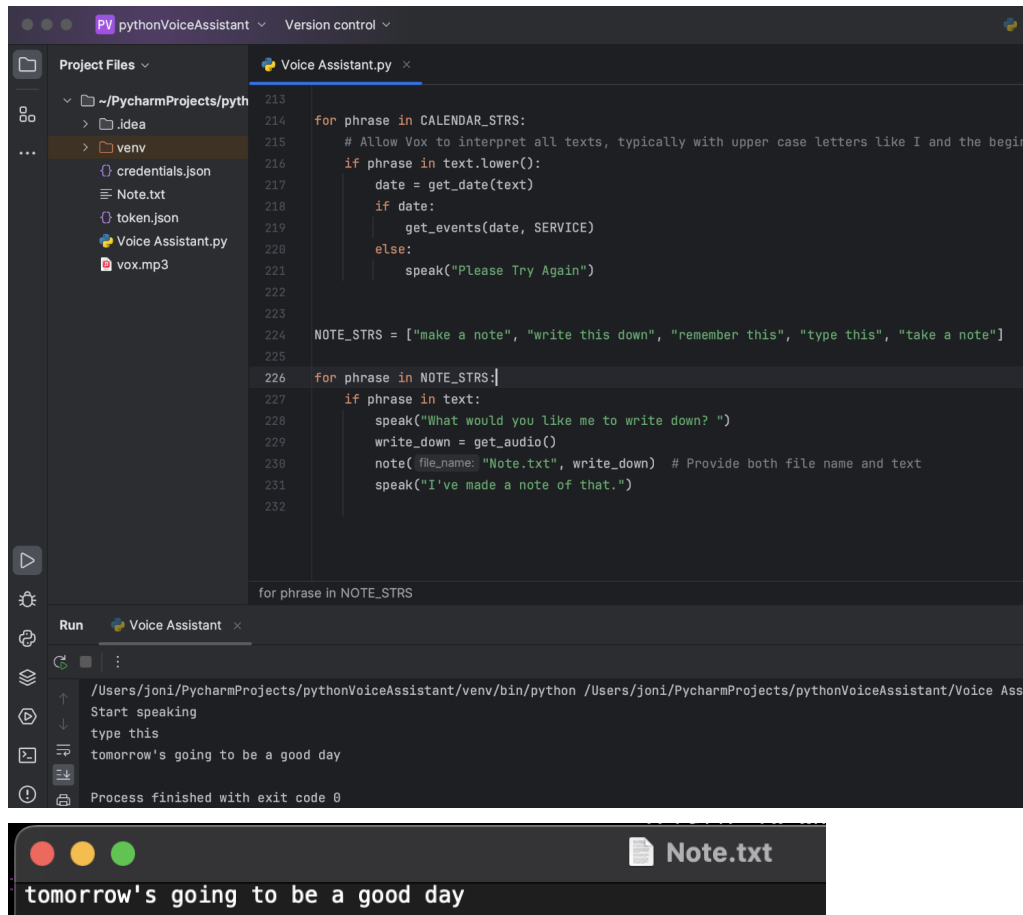 PV pythonVoiceAssistant Version control
Project Files
Voice Assistant.py
~/PycharmProjects/pyth
.idea
venv
credentials.json
Note.txt
token.json
Voice Assistant.py
vox.mp3
213
214 for phrase in CALENDAR_STRS:
215 # Allow Vox to interpret all texts, typically with upper case letters like I and the begin
216 if phrase in text.lower():
217 date = get_date(text)
218 if date:
219 get_events(date, SERVICE)
220 else:
221 speak("Please Try Again")
222
223
224 NOTE_STRS = ["make a note", "write this down", "remember this", "type this", "take a note"]
225
226 for phrase in NOTE_STRS:
227 if phrase in text:
228 speak("What would you like me to write down? ")
229 write_down = get_audio()
230 note( file_name: "Note.txt", write_down)  # Provide both file name and text
231 speak("I've made a note of that.")
232
for phrase in NOTE_STRS
Run Voice Assistant
/Users/joni/PycharmProjects/pythonVoiceAssistant/venv/bin/python /Users/joni/PycharmProjects/pythonVoiceAssistant/Voice Ass
Start speaking
type this
tomorrow's going to be a good day
Process finished with exit code 0
Note.txt
tomorrow's going to be a good day